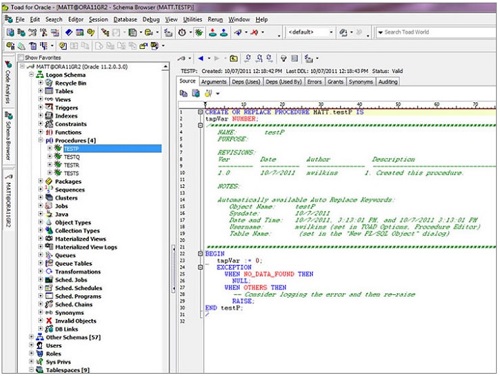 Toad for Oracle - [MATT@ORA11GR2 - Schema Browser (MATT.TESTP)]
File Edit Search Editor Session Database Debug View Utilities Rerun Window Help
<default>
Search Toad World
Show Favorites
MATT@ORA11GR2 (Oracle 11.2.0.3.0)
Logon Schema
Recycle Bin
Tables
Views
Triggers
Indexes
Constraints
Functions
Procedures [4]
TESTP
TESTQ
TESTR
TESTS
Packages
Sequences
Clusters
Jobs
Java
Object Types
Collection Types
Materialized Views
Materialized View Logs
Queues
Queue Tables
Transformations
Sched. Jobs
Sched. Schedules
Sched. Programs
Sched. Chains
Synonyms
Invalid Objects
DB Links
Other Schemas [57]
Users
Roles
Sys Privs
Tablespaces [9]
Code Analysis
Schema Browser
MATT@ORA11GR2
TESTP: Created: 10/07/2011 12:18:42 PM Last DDL: 10/07/2011 12:18:43 PM Status: Valid
Source Arguments Deps (Uses) Deps (Used By) Errors Grants Synonyms Auditing
CREATE OR REPLACE PROCEDURE MATT.testP IS
tmpVar NUMBER;
NAME: testP
PURPOSE:
REVISIONS:
Ver Date Author Description
1.0 10/7/2011 awilkins 1. Created this procedure.
NOTES:
Automatically available Auto Replace Keywords:
Object Name: testP
Sysdate: 10/7/2011
Date and Time: 10/7/2011, 3:13:01 PM, and 10/7/2011 3:13:01 PM
Username: awilkins (set in TOAD Options, Procedure Editor)
Table Name: (set in the "New PL/SQL Object" dialog)
BEGIN
tmpVar := 0;
EXCEPTION
WHEN NO_DATA_FOUND THEN
NULL;
WHEN OTHERS THEN
-- Consider logging the error and then re-raise
RAISE;
END testP;
/